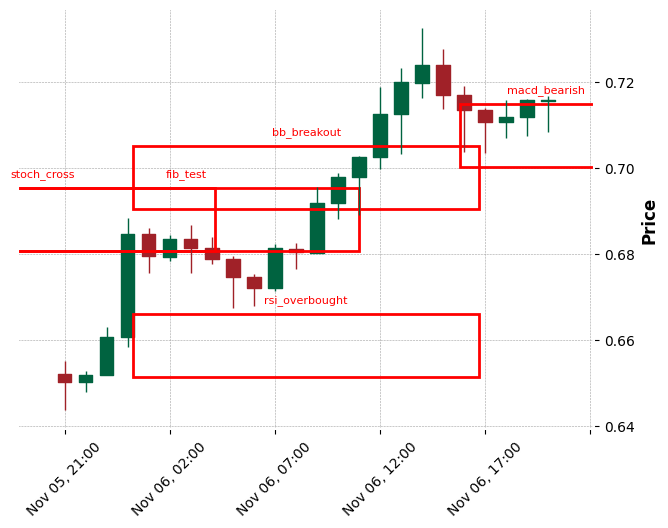 macd_bearish
bb_breakout
stoch_cross
fib_test
rsi_overbought
0.72
0.70
0.68
0.66
0.64
Price
Nov 05, 21:00
Nov 06, 02:00
Nov 06, 07:00
Nov 06, 12:00
Nov 06, 17:00